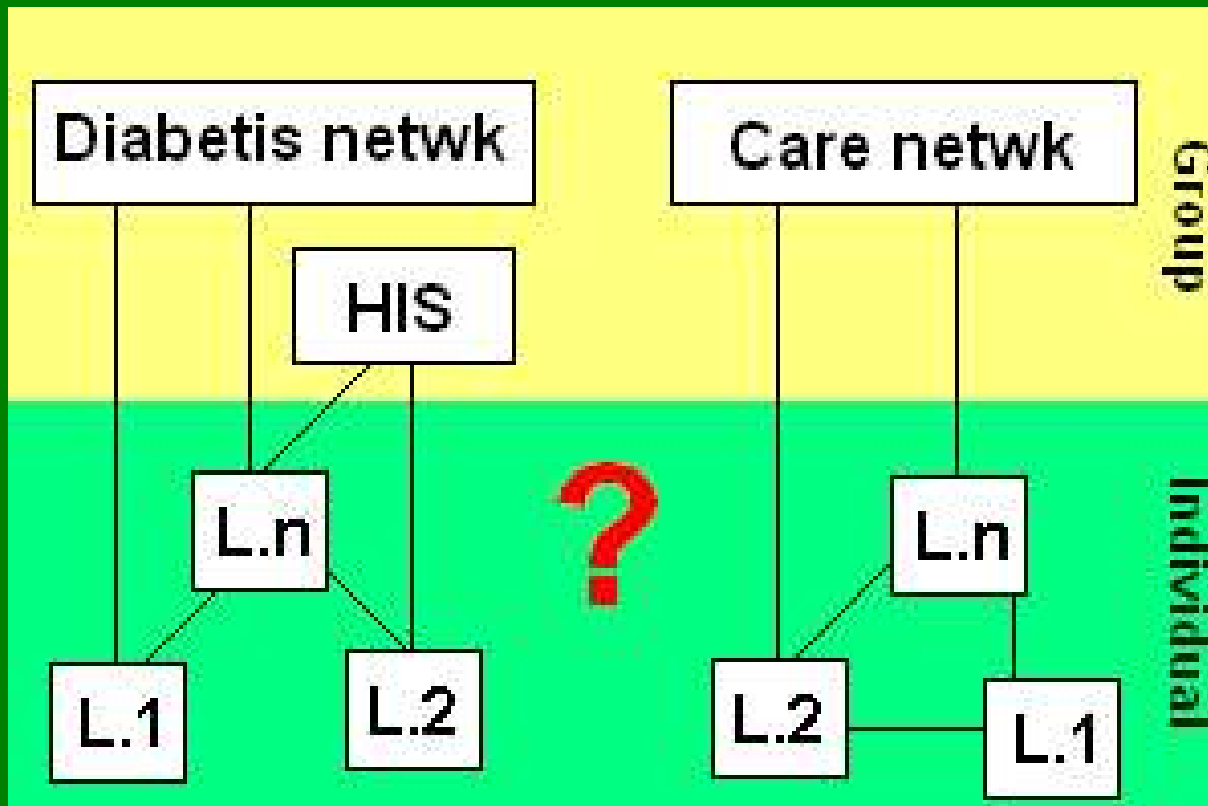 Diabetis netwk
Care netwk
Group
HIS
L.n
?
L.n
Individual
L.1
L.2
L.2
L.1